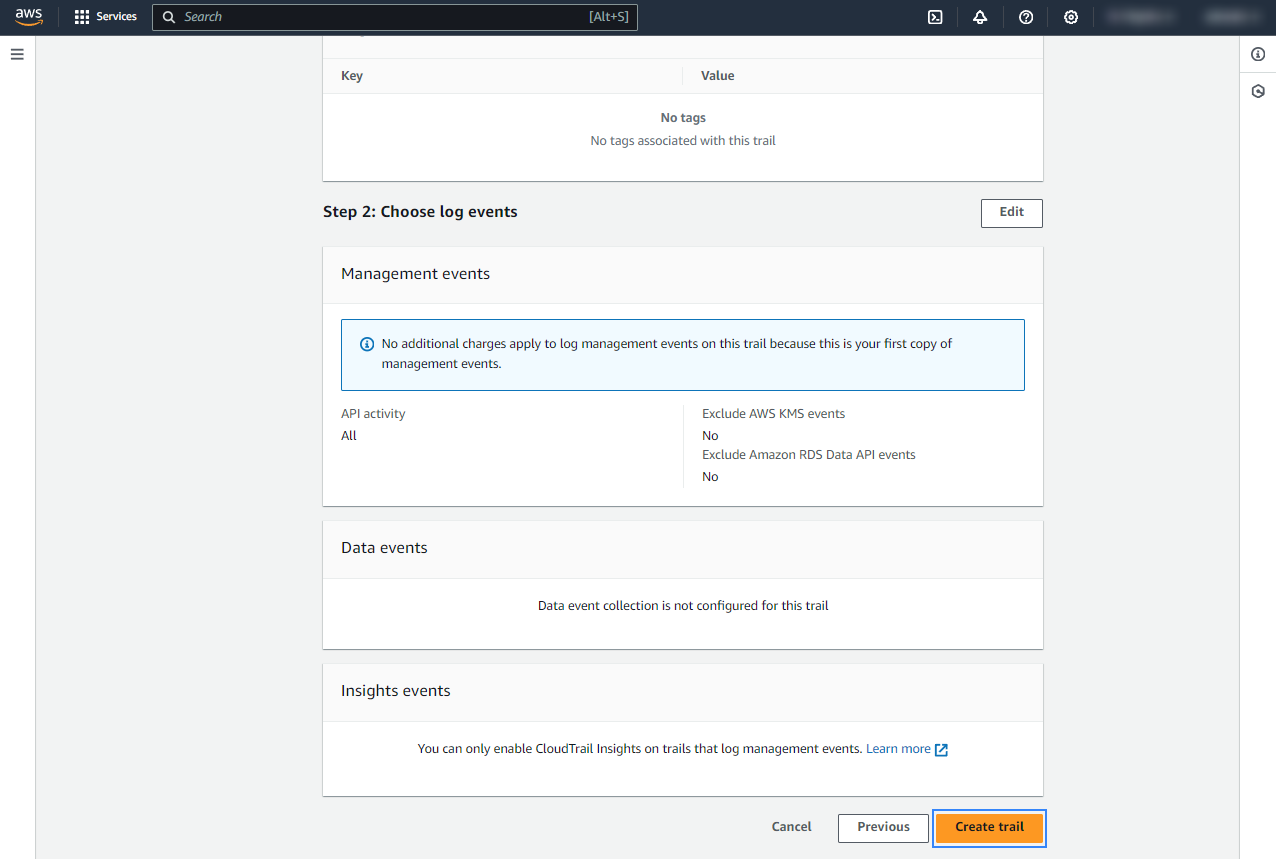 aws
Services
Search
[Alt+S]
Key
Value
No tags
No tags associated with this trail
Step 2: Choose log events
Edit
Management events
No additional charges apply to log management events on this trail because this is your first copy of
management events.
API activity
All
Exclude AWS KMS events
No
Exclude Amazon RDS Data API events
No
Data events
Data event collection is not configured for this trail
Insights events
You can only enable CloudTrail Insights on trails that log management events. Learn more
Cancel
Previous
Create trail